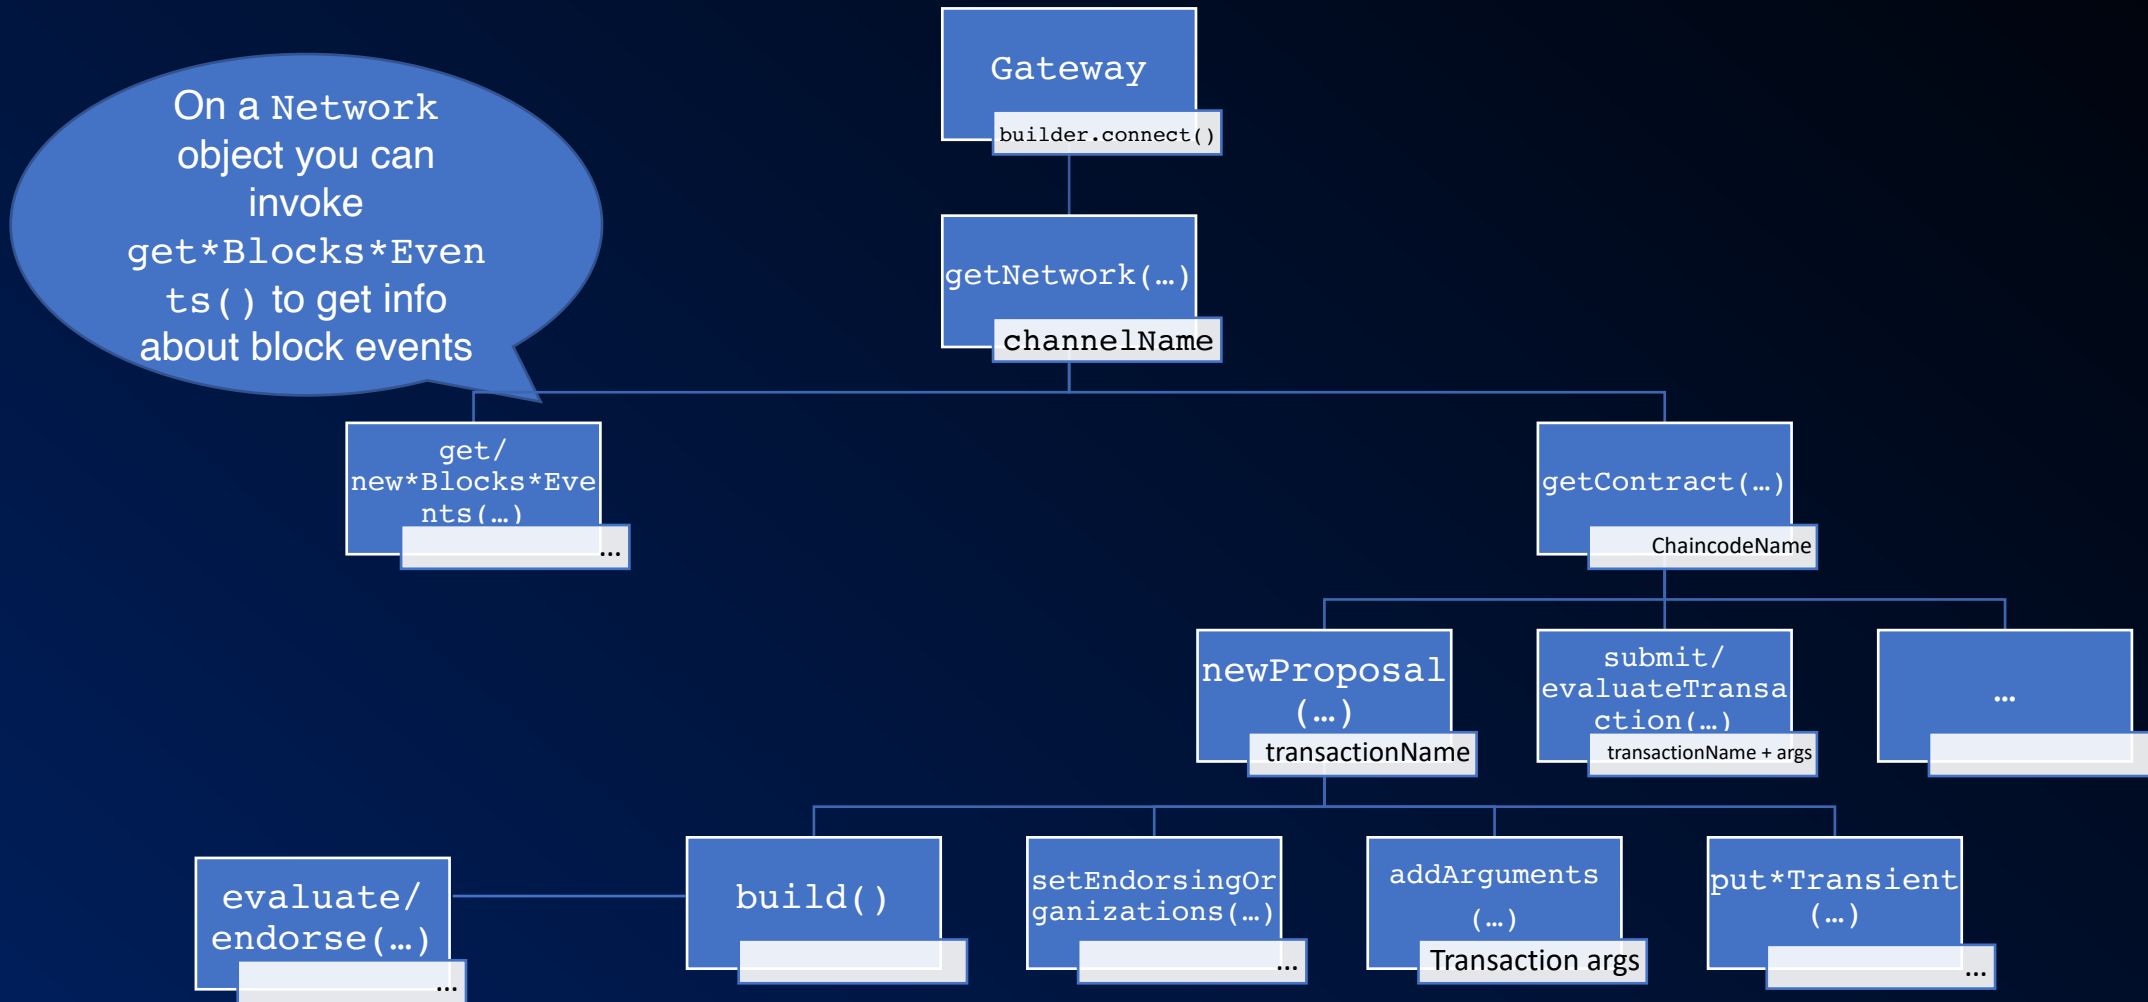 Gateway
builder.connect()
On a Network
object you can
invoke
get*Blocks*Even
ts() to get info
about block events
getNetwork(…)
channelName
get/
new*Blocks*Eve
nts(…)
…
getContract(…)
ChaincodeName
newProposal
(…)
transactionName
submit/
evaluateTransa
ction(…)
transactionName + args
…
evaluate/
endorse(…)
…
build()
setEndorsingOr
ganizations(…)
…
addArguments
(…)
Transaction args
put*Transient
(…)
…